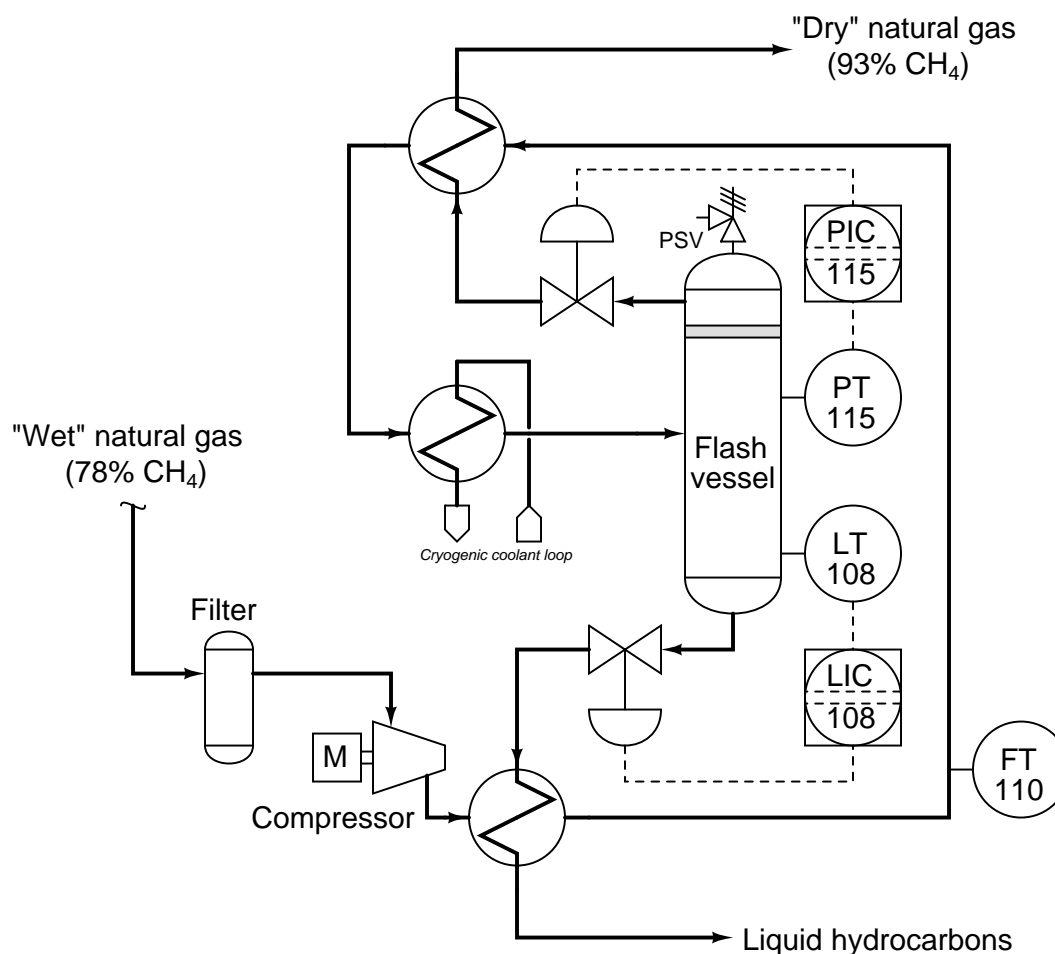 "Dry" natural gas
(93% CH₄)
PSV
PIC
115
PT
115
"Wet" natural gas
(78% CH₄)
Flash
vessel
Cryogenic coolant loop
LT
108
Filter
LIC
108
M
FT
110
Compressor
Liquid hydrocarbons